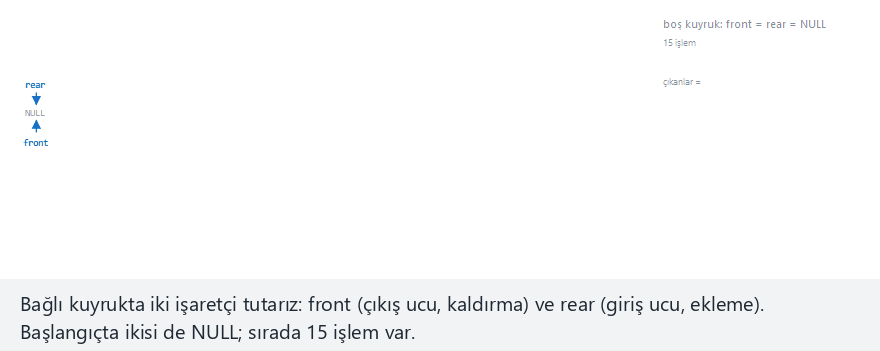 boş kuyruk: front = rear = NULL
15 işlem
çıkanlar =
rear
NULL
front
Bağlı kuyrukta iki işaretçi tutarız: front (çıkış ucu, kaldırma) ve rear (giriş ucu, ekleme).
Başlangıçta ikisi de NULL; sırada 15 işlem var.